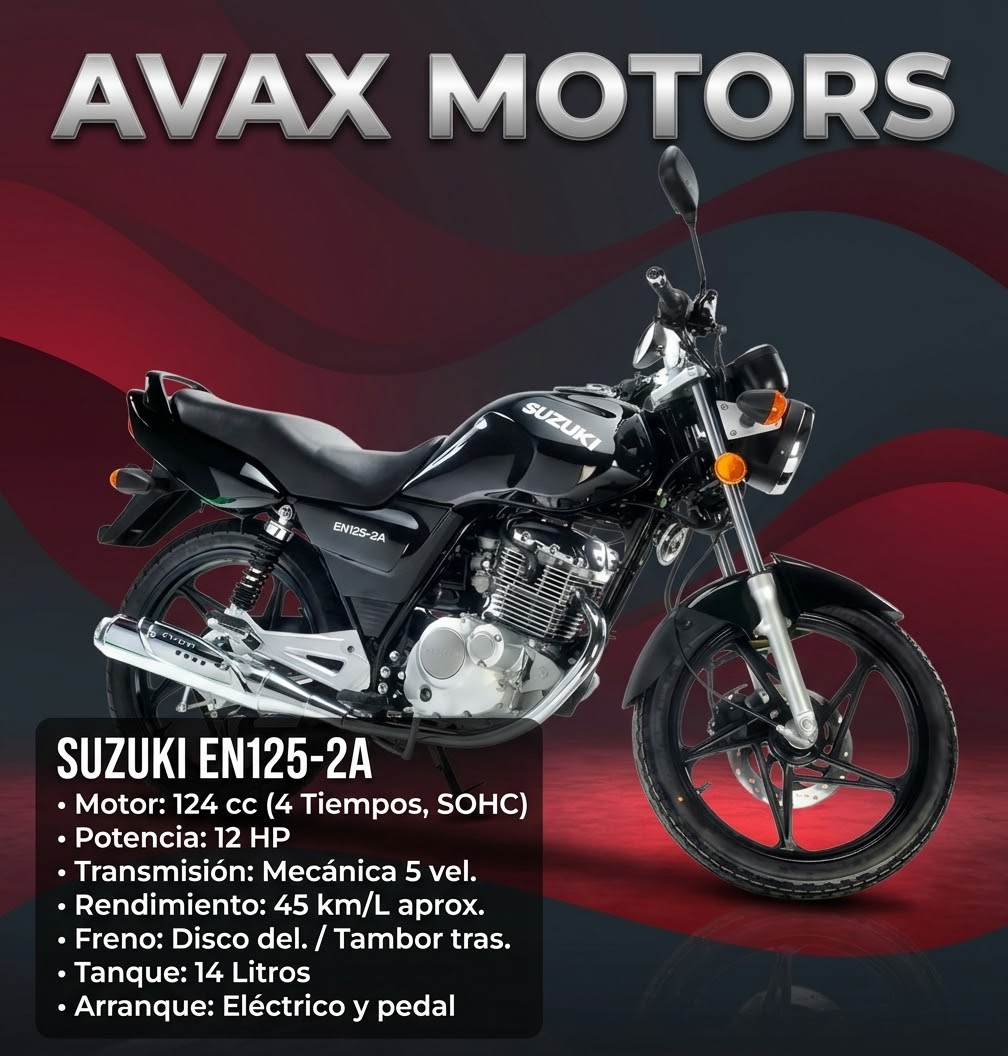 AVAX MOTORS
SUZUKI
EN125-2A
SUZUKI EN125-2A
• Motor: 124 cc (4 Tiempos, SOHC)
• Potencia: 12 HP
• Transmisión: Mecánica 5 vel.
• Rendimiento: 45 km/L aprox.
• Freno: Disco del. / Tambor tras.
• Tanque: 14 Litros
• Arranque: Eléctrico y pedal